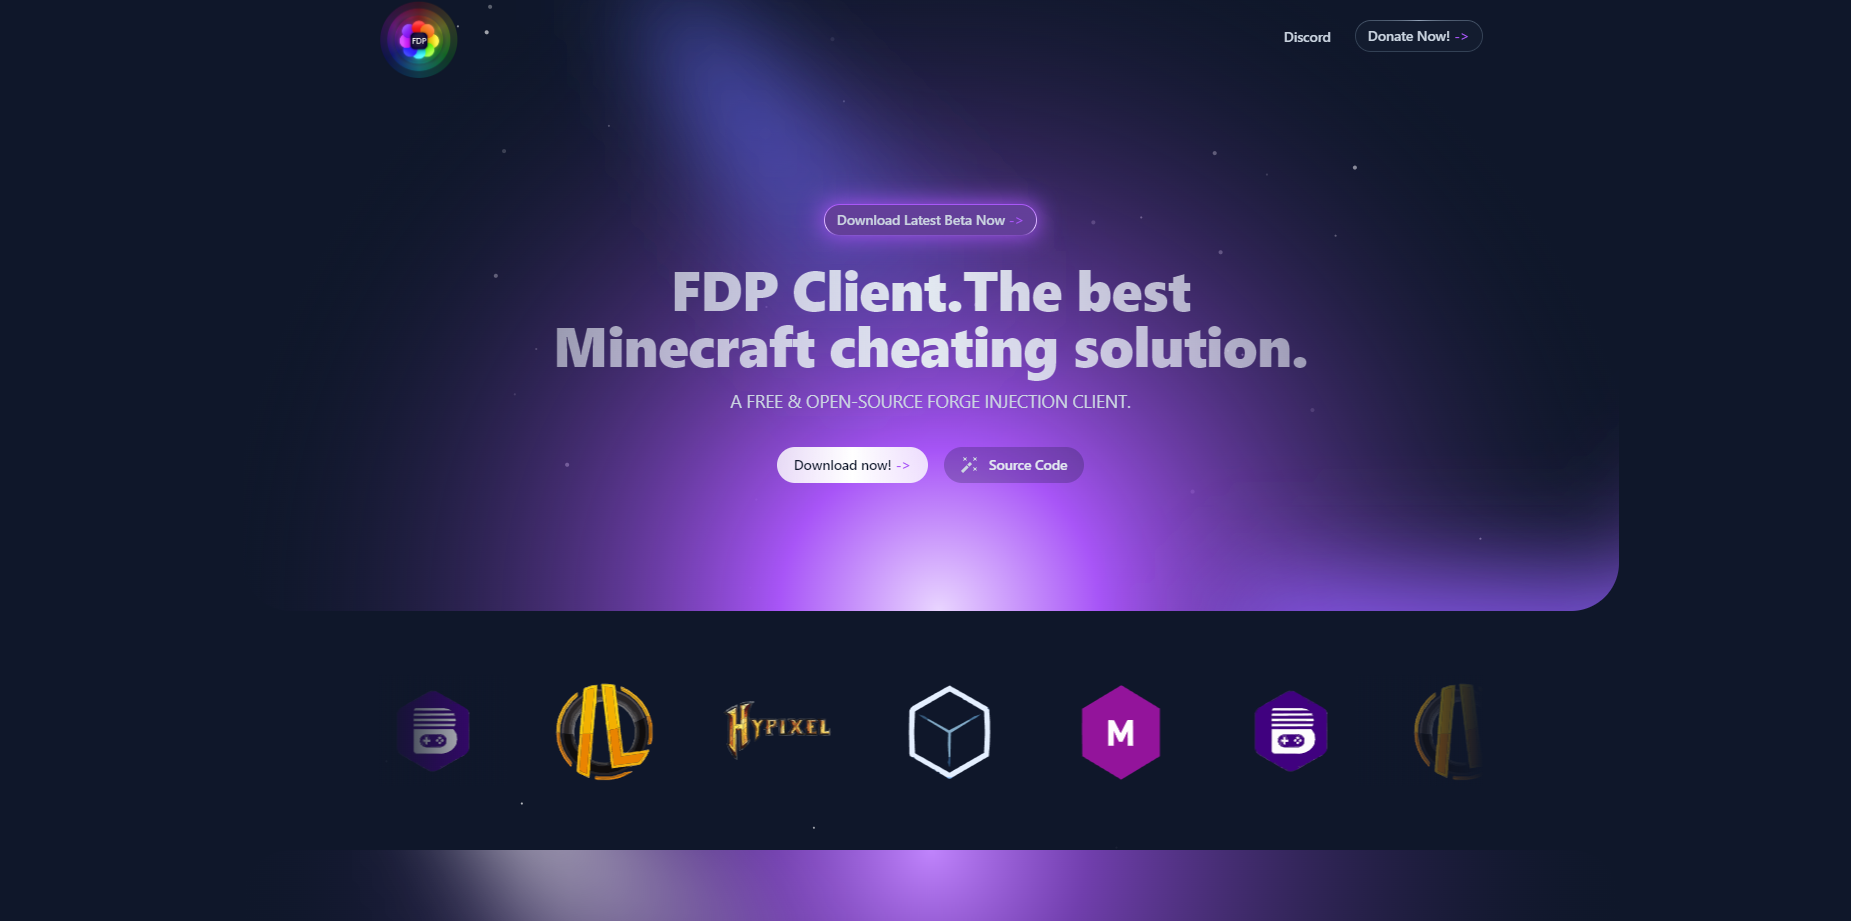 FDP
Discord
Donate Now! ->
Download Latest Beta Now ->
FDP Client.The best
Minecraft cheating solution.
A FREE & OPEN-SOURCE FORGE INJECTION CLIENT.
Download now! ->
Source Code
HYPIXEL
M